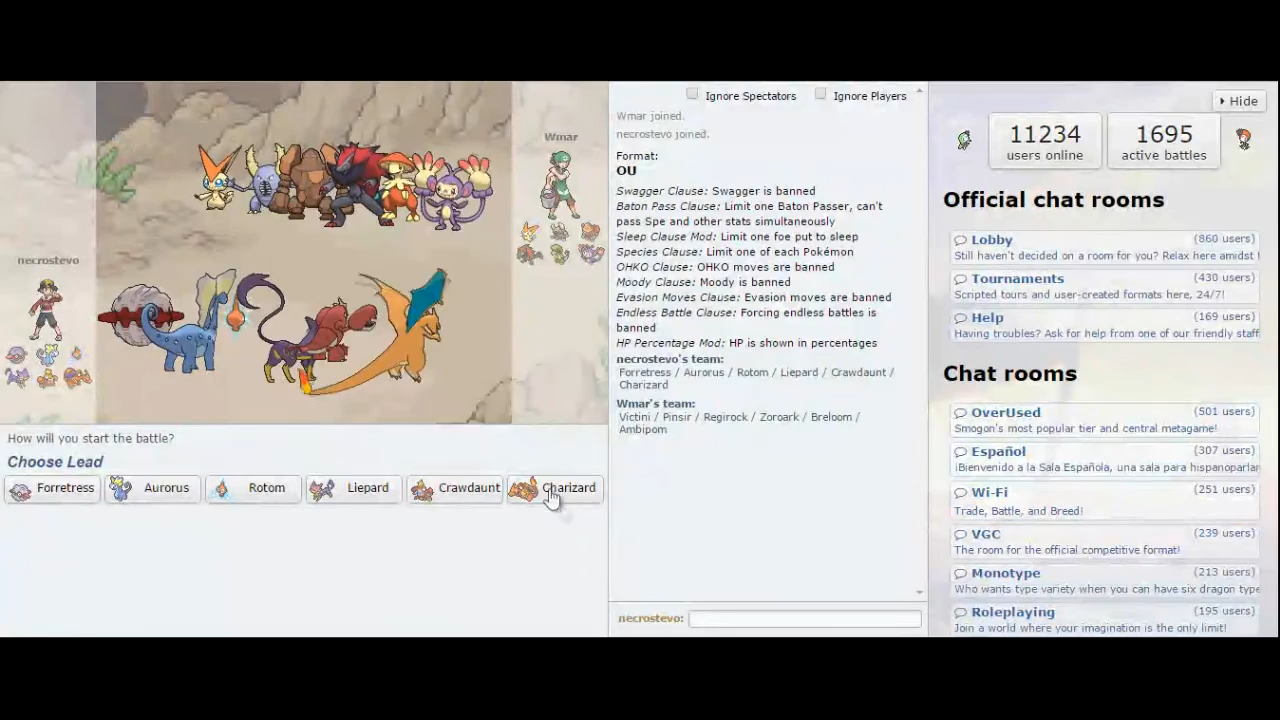 Wmar
necrostevo
How will you start the battle?
Choose Lead
Forretress
Aurorus
Rotom
Liepard
Crawdaunt
Charizard
Ignore Spectators
Ignore Players
Wmar joined.
necrostevo joined.
Format:
OU
Swagger Clause: Swagger is banned
Baton Pass Clause: Limit one Baton Passer, can't
pass Spe and other stats simultaneously
Sleep Clause Mod: Limit one foe put to sleep
Species Clause: Limit one of each Pokémon
OHKO Clause: OHKO moves are banned
Moody Clause: Moody is banned
Evasion Moves Clause: Evasion moves are banned
Endless Battle Clause: Forcing endless battles is
banned
HP Percentage Mod: HP is shown in percentages
necrostevo's team:
Forretress / Aurorus / Rotom / Liepard / Crawdaunt /
Charizard
Wmar's team:
Victini / Pinsir / Regirock / Zoroark / Breloom /
Ambipom
necrostevo:
Hide
11234
users online
1695
active battles
Official chat rooms
Lobby (860 users)
Still haven't decided on a room for you? Relax here amidst
Tournaments (430 users)
Scripted tours and user-created formats here, 24/7!
Help (169 users)
Having troubles? Ask for help from one of our friendly staff
Chat rooms
OverUsed (501 users)
Smogon's most popular tier and central metagame!
Español (307 users)
¡Bienvenido a la Sala Española, una sala para hispanoparlan
Wi-Fi (251 users)
Trade, Battle, and Breed!
VGC (239 users)
The room for the official competitive format!
Monotype (213 users)
Who wants type variety when you can have six dragon type
Roleplaying (195 users)
Join a world where your imagination is the only limit!